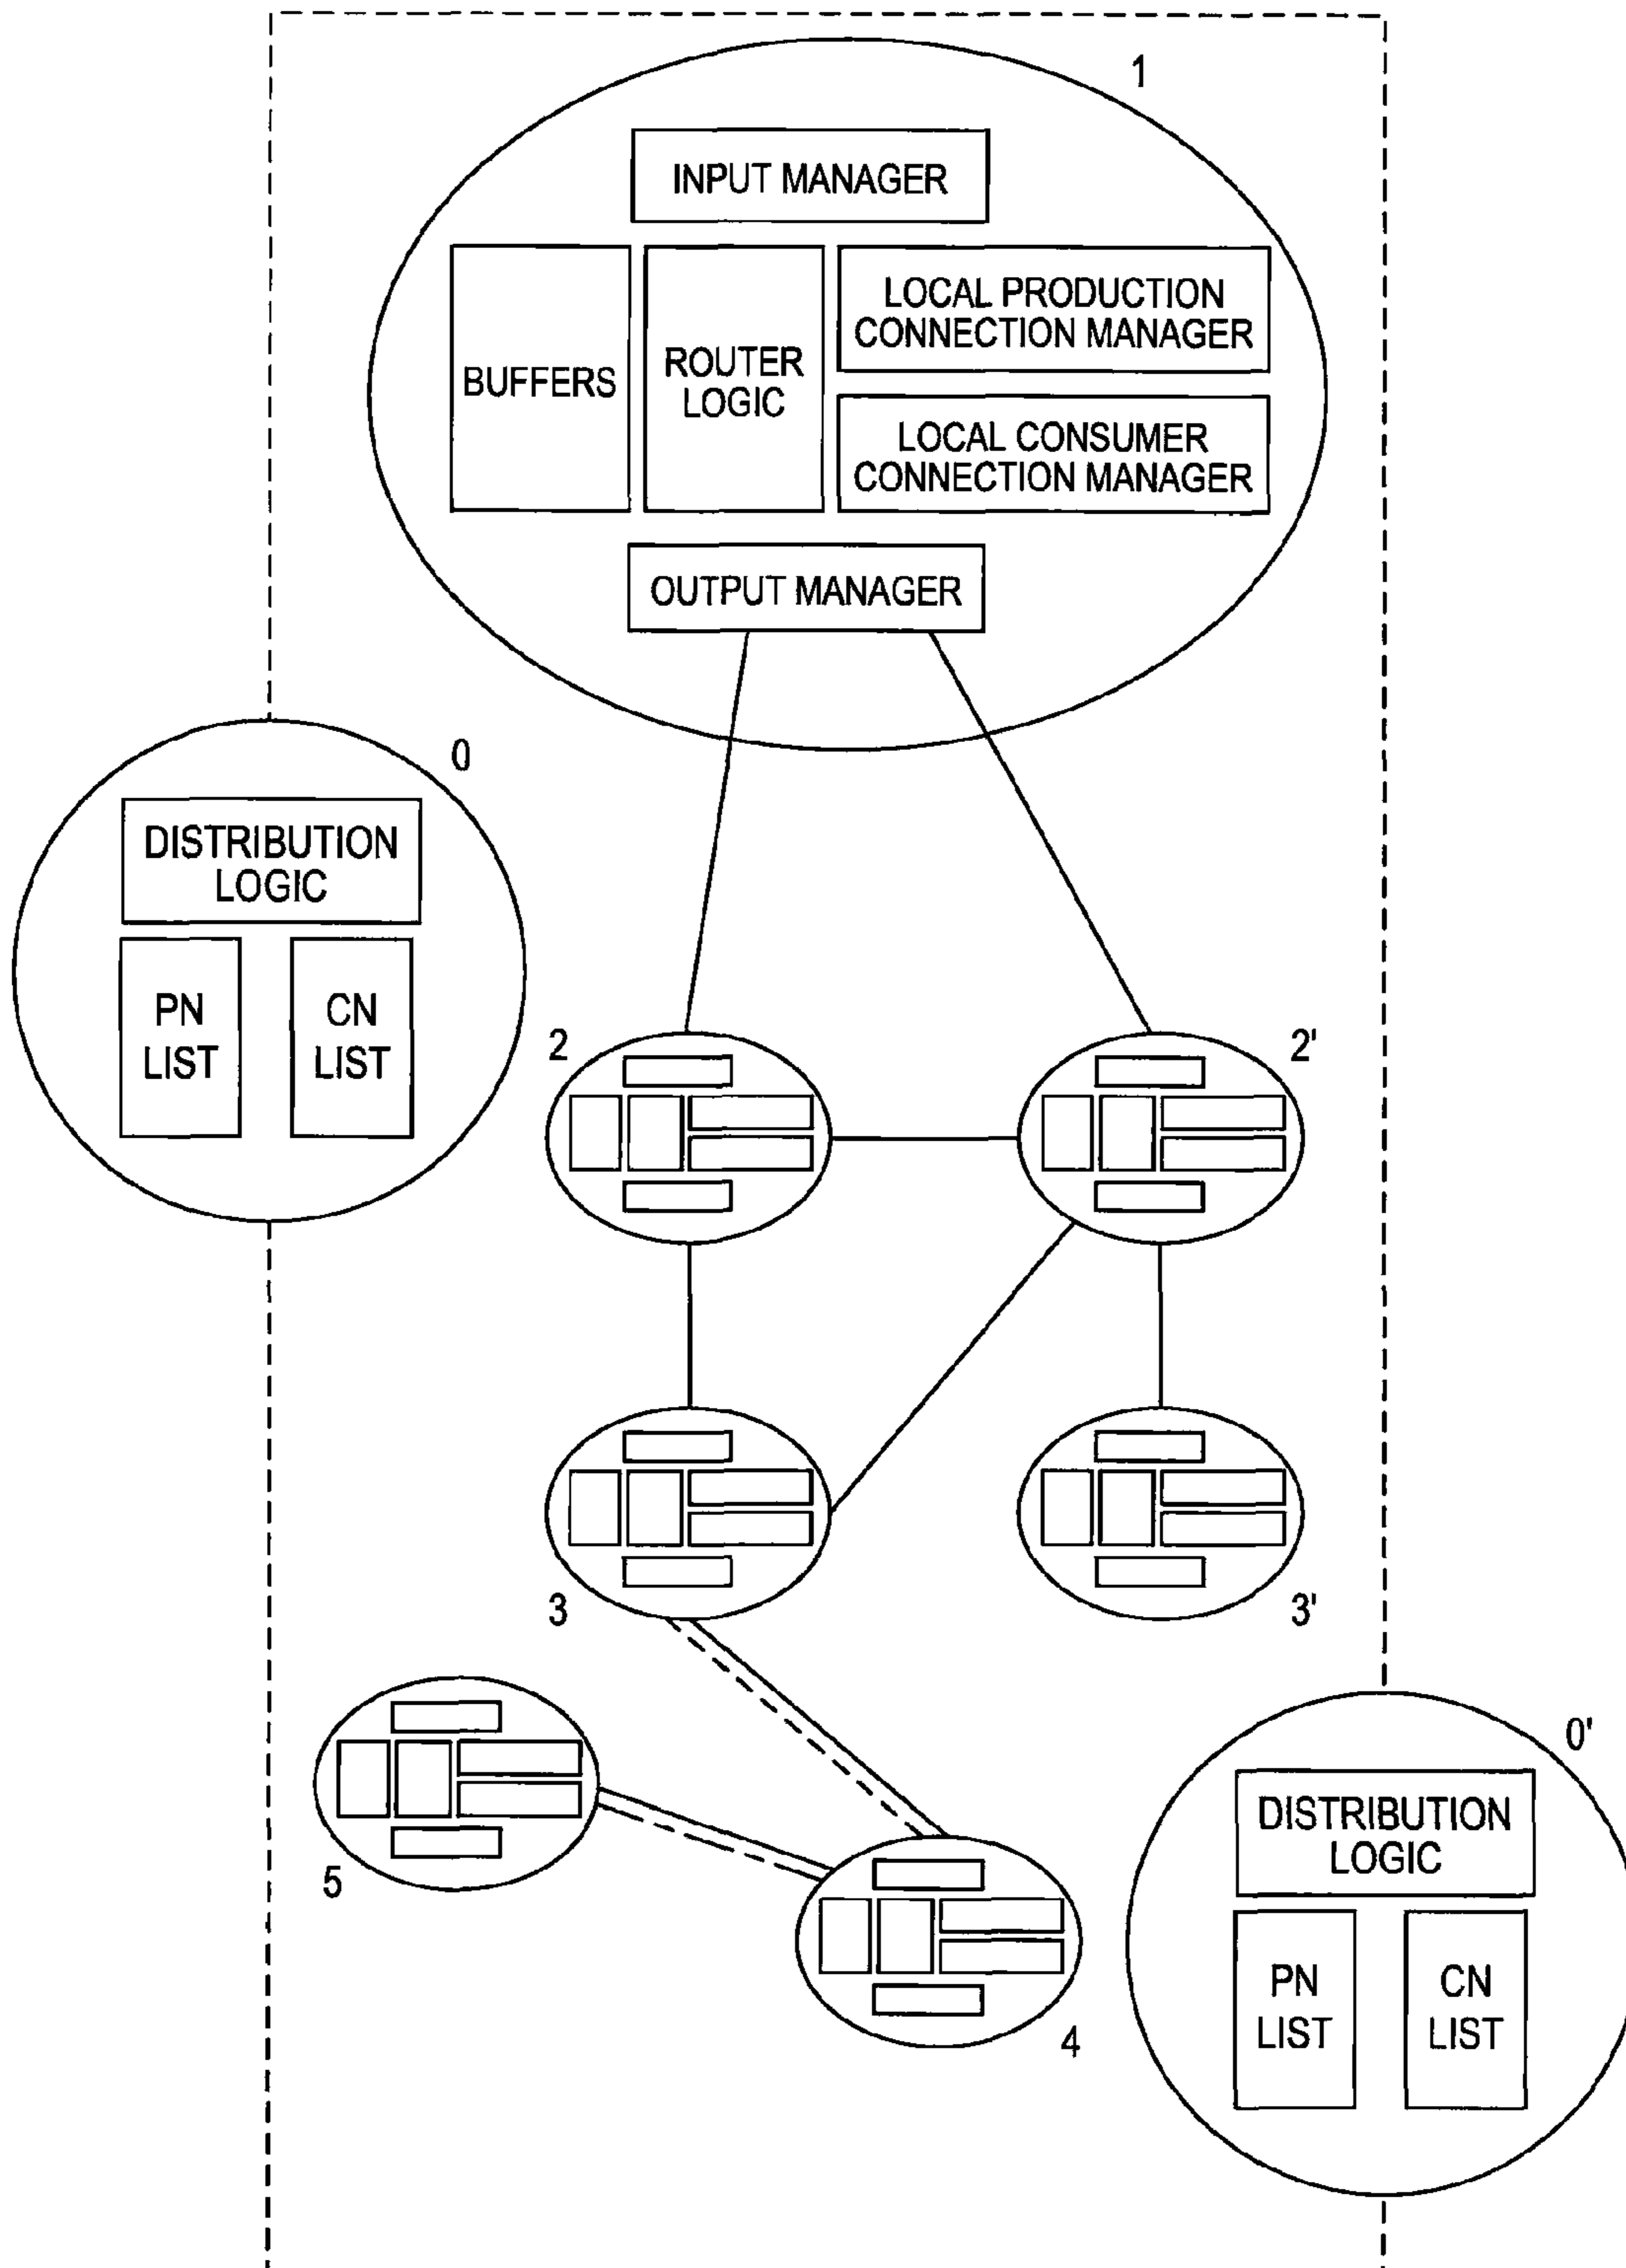 1
INPUT MANAGER
BUFFERS
ROUTER
LOGIC
LOCAL PRODUCTION
CONNECTION MANAGER
LOCAL CONSUMER
CONNECTION MANAGER
OUTPUT MANAGER
0
DISTRIBUTION
LOGIC
PN
LIST
CN
LIST
2
2'
3
3'
5
4
0'
DISTRIBUTION
LOGIC
PN
LIST
CN
LIST